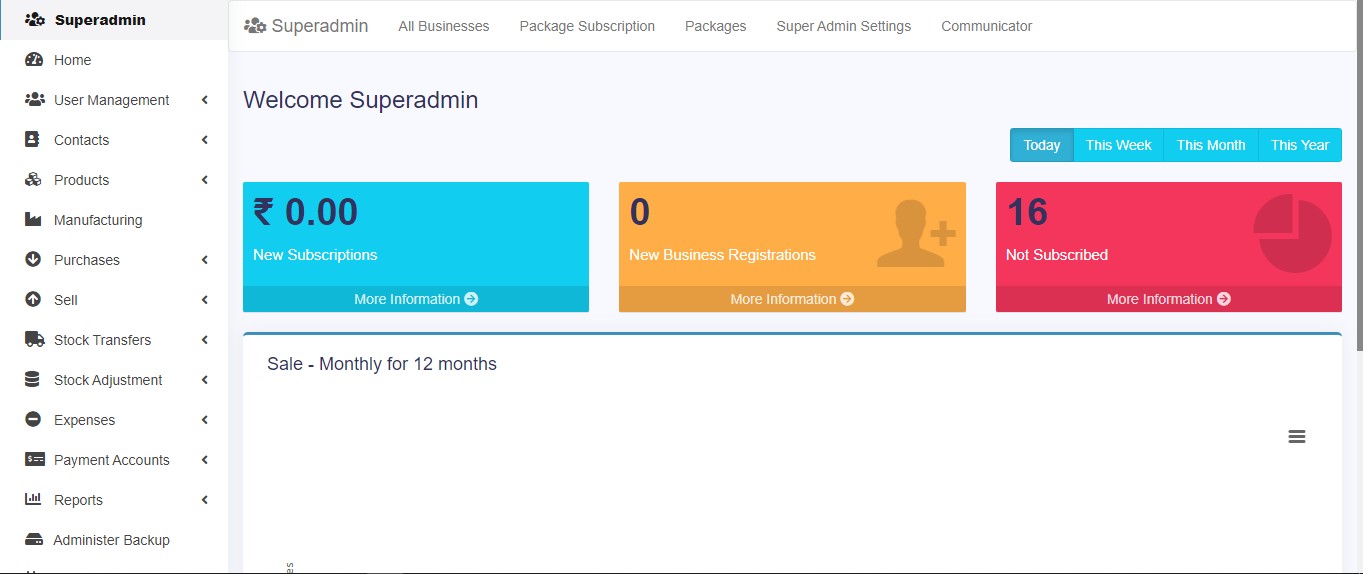 Superadmin
Home
User Management
Contacts
Products
Manufacturing
Purchases
Sell
Stock Transfers
Stock Adjustment
Expenses
Payment Accounts
Reports
Administer Backup
Superadmin All Businesses Package Subscription Packages Super Admin Settings Communicator
Welcome Superadmin
Today This Week This Month This Year
₹ 0.00
New Subscriptions
More Information
0
New Business Registrations
More Information
16
Not Subscribed
More Information
Sale - Monthly for 12 months